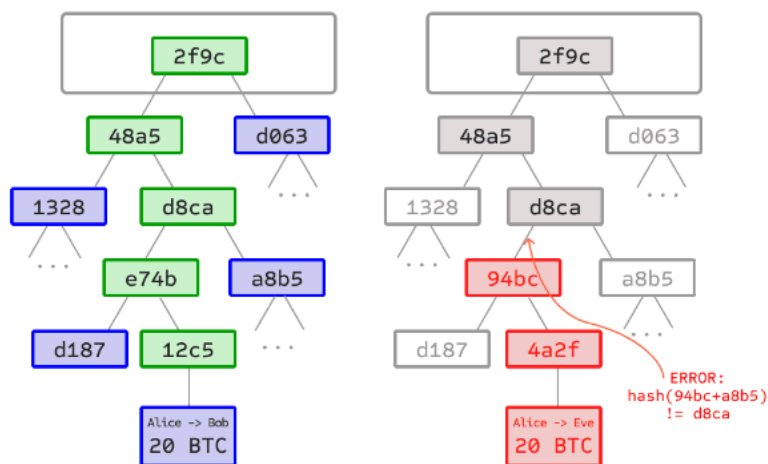 2f9c
48a5
d063
1328
d8ca
...
...
e74b
a8b5
d187
12c5
...
Alice -> Bob
20 BTC
2f9c
48a5
d063
1328
d8ca
...
...
94bc
a8b5
d187
4a2f
...
ERROR:
hash(94bc+a8b5)
!= d8ca
Alice -> Eve
20 BTC